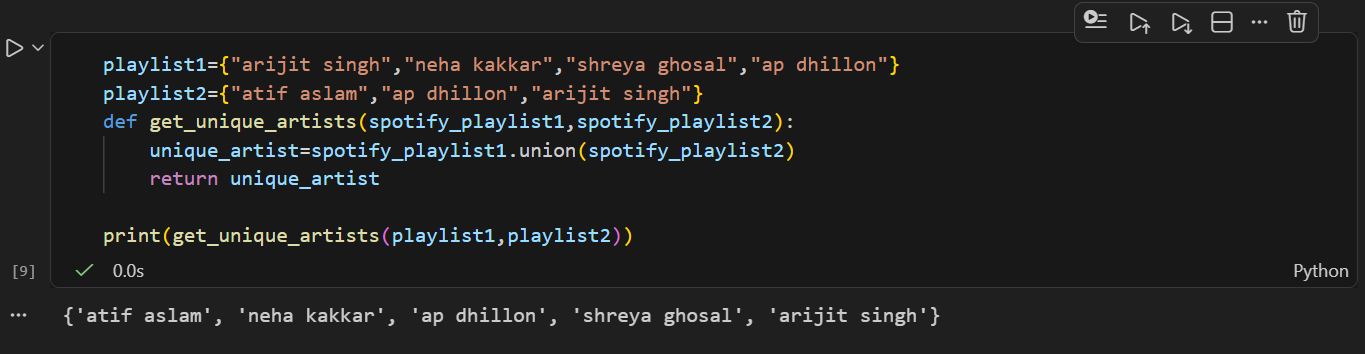 playlist1={"arijit singh","neha kakkar","shreya ghosal","ap dhillon"}
playlist2={"atif aslam","ap dhillon","arijit singh"}
def get_unique_artists(spotify_playlist1,spotify_playlist2):
    unique_artist=spotify_playlist1.union(spotify_playlist2)
    return unique_artist

print(get_unique_artists(playlist1,playlist2))
[9] 0.0s Python
{'atif aslam', 'neha kakkar', 'ap dhillon', 'shreya ghosal', 'arijit singh'}